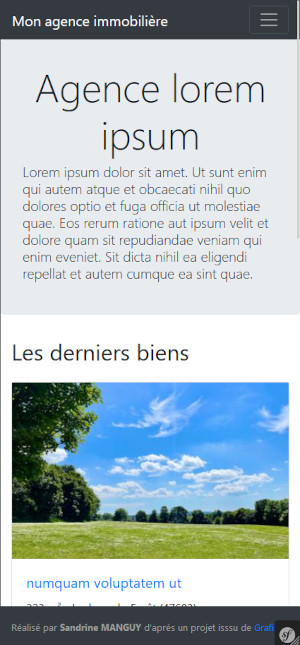 Mon agence immobilière
Agence lorem
ipsum
Lorem ipsum dolor sit amet. Ut sunt enim
qui autem atque et obcaecati nihil quo
dolores optio et fuga officia ut molestiae
quae. Eos rerum ratione aut ipsum velit et
dolore quam sit repudiandae veniam qui
enim eveniet. Sit dicta nihil ea eligendi
repellat et autem cumque ea sint quae.
Les derniers biens
numquam voluptatem ut
Réalisé par Sandrine MANGUY d'après un projet isssu de Grafi
sf